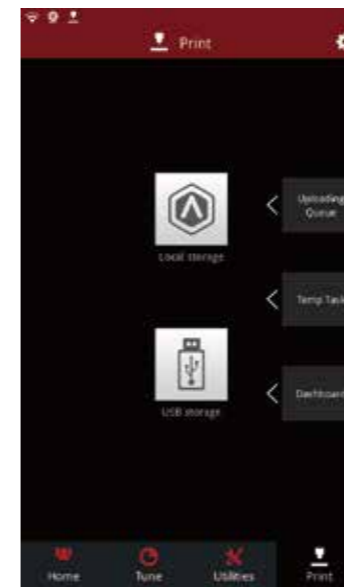 Print
Uploading
Queue
Local storage
Temp Task
USB storage
Dashboard
Home
Tune
Utilities
Print